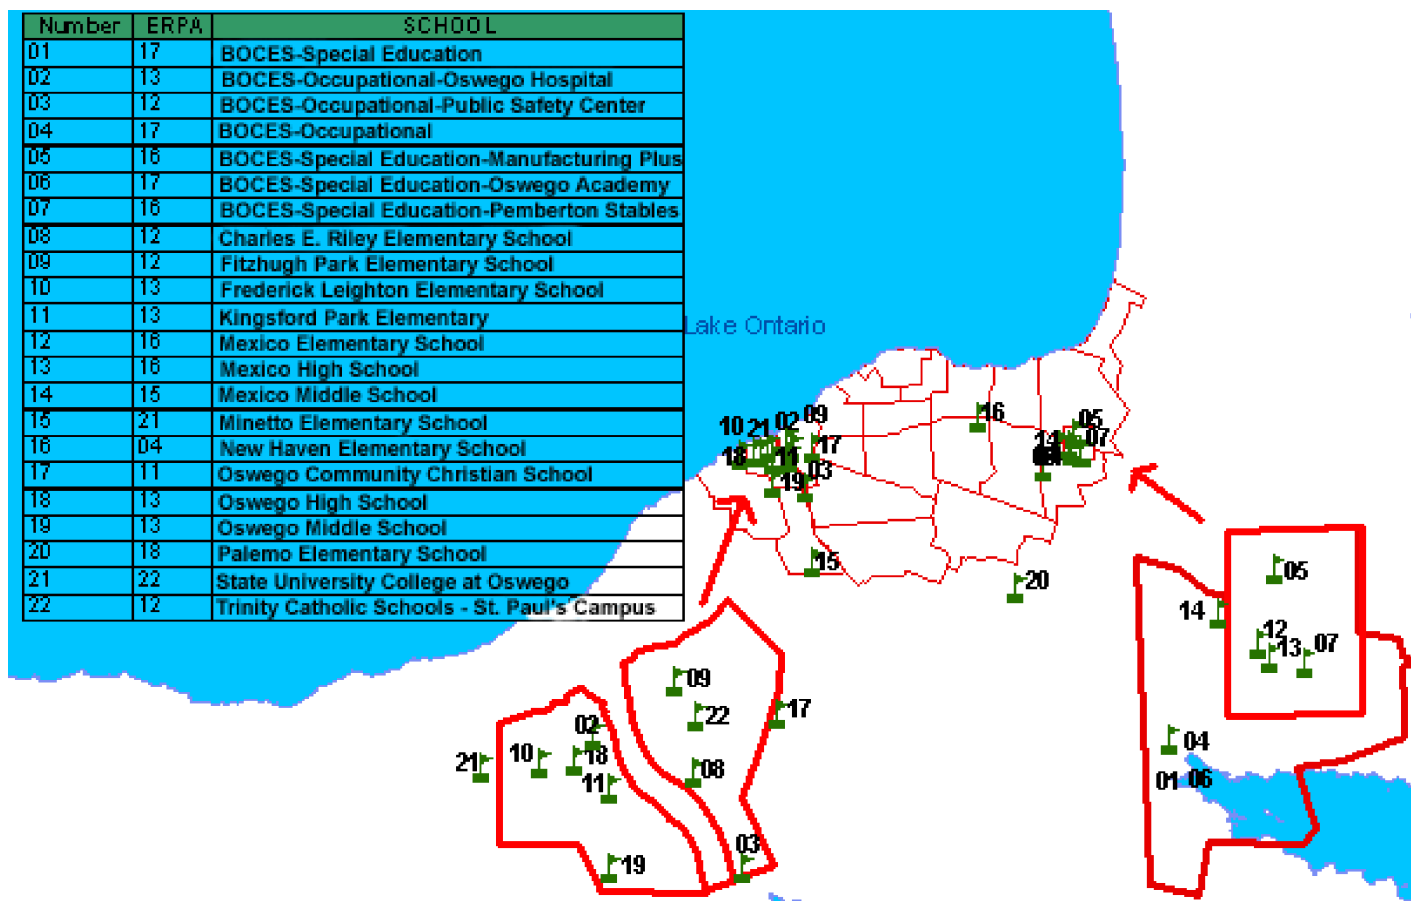 Number ERPA SCHOOL
01 17 BOCES-Special Education
02 13 BOCES-Occupational-Oswego Hospital
03 12 BOCES-Occupational-Public Safety Center
04 17 BOCES-Occupational
05 16 BOCES-Special Education-Manufacturing Plus
06 17 BOCES-Special Education-Oswego Academy
07 16 BOCES-Special Education-Pemberton Stables
08 12 Charles E. Riley Elementary School
09 12 Fitzhugh Park Elementary School
10 13 Frederick Leighton Elementary School
11 13 Kingsford Park Elementary
12 16 Mexico Elementary School
13 16 Mexico High School
14 15 Mexico Middle School
15 21 Minetto Elementary School
16 04 New Haven Elementary School
17 11 Oswego Community Christian School
18 13 Oswego High School
19 13 Oswego Middle School
20 18 Palemo Elementary School
21 22 State University College at Oswego
22 12 Trinity Catholic Schools - St. Paul's Campus
Lake Ontario
16
05
09
02
10 21
17
14
07
18
11
03
19
15
20
05
14
12
13
07
09
22
17
02
04
21
10
18
08
11
01 06
03
19